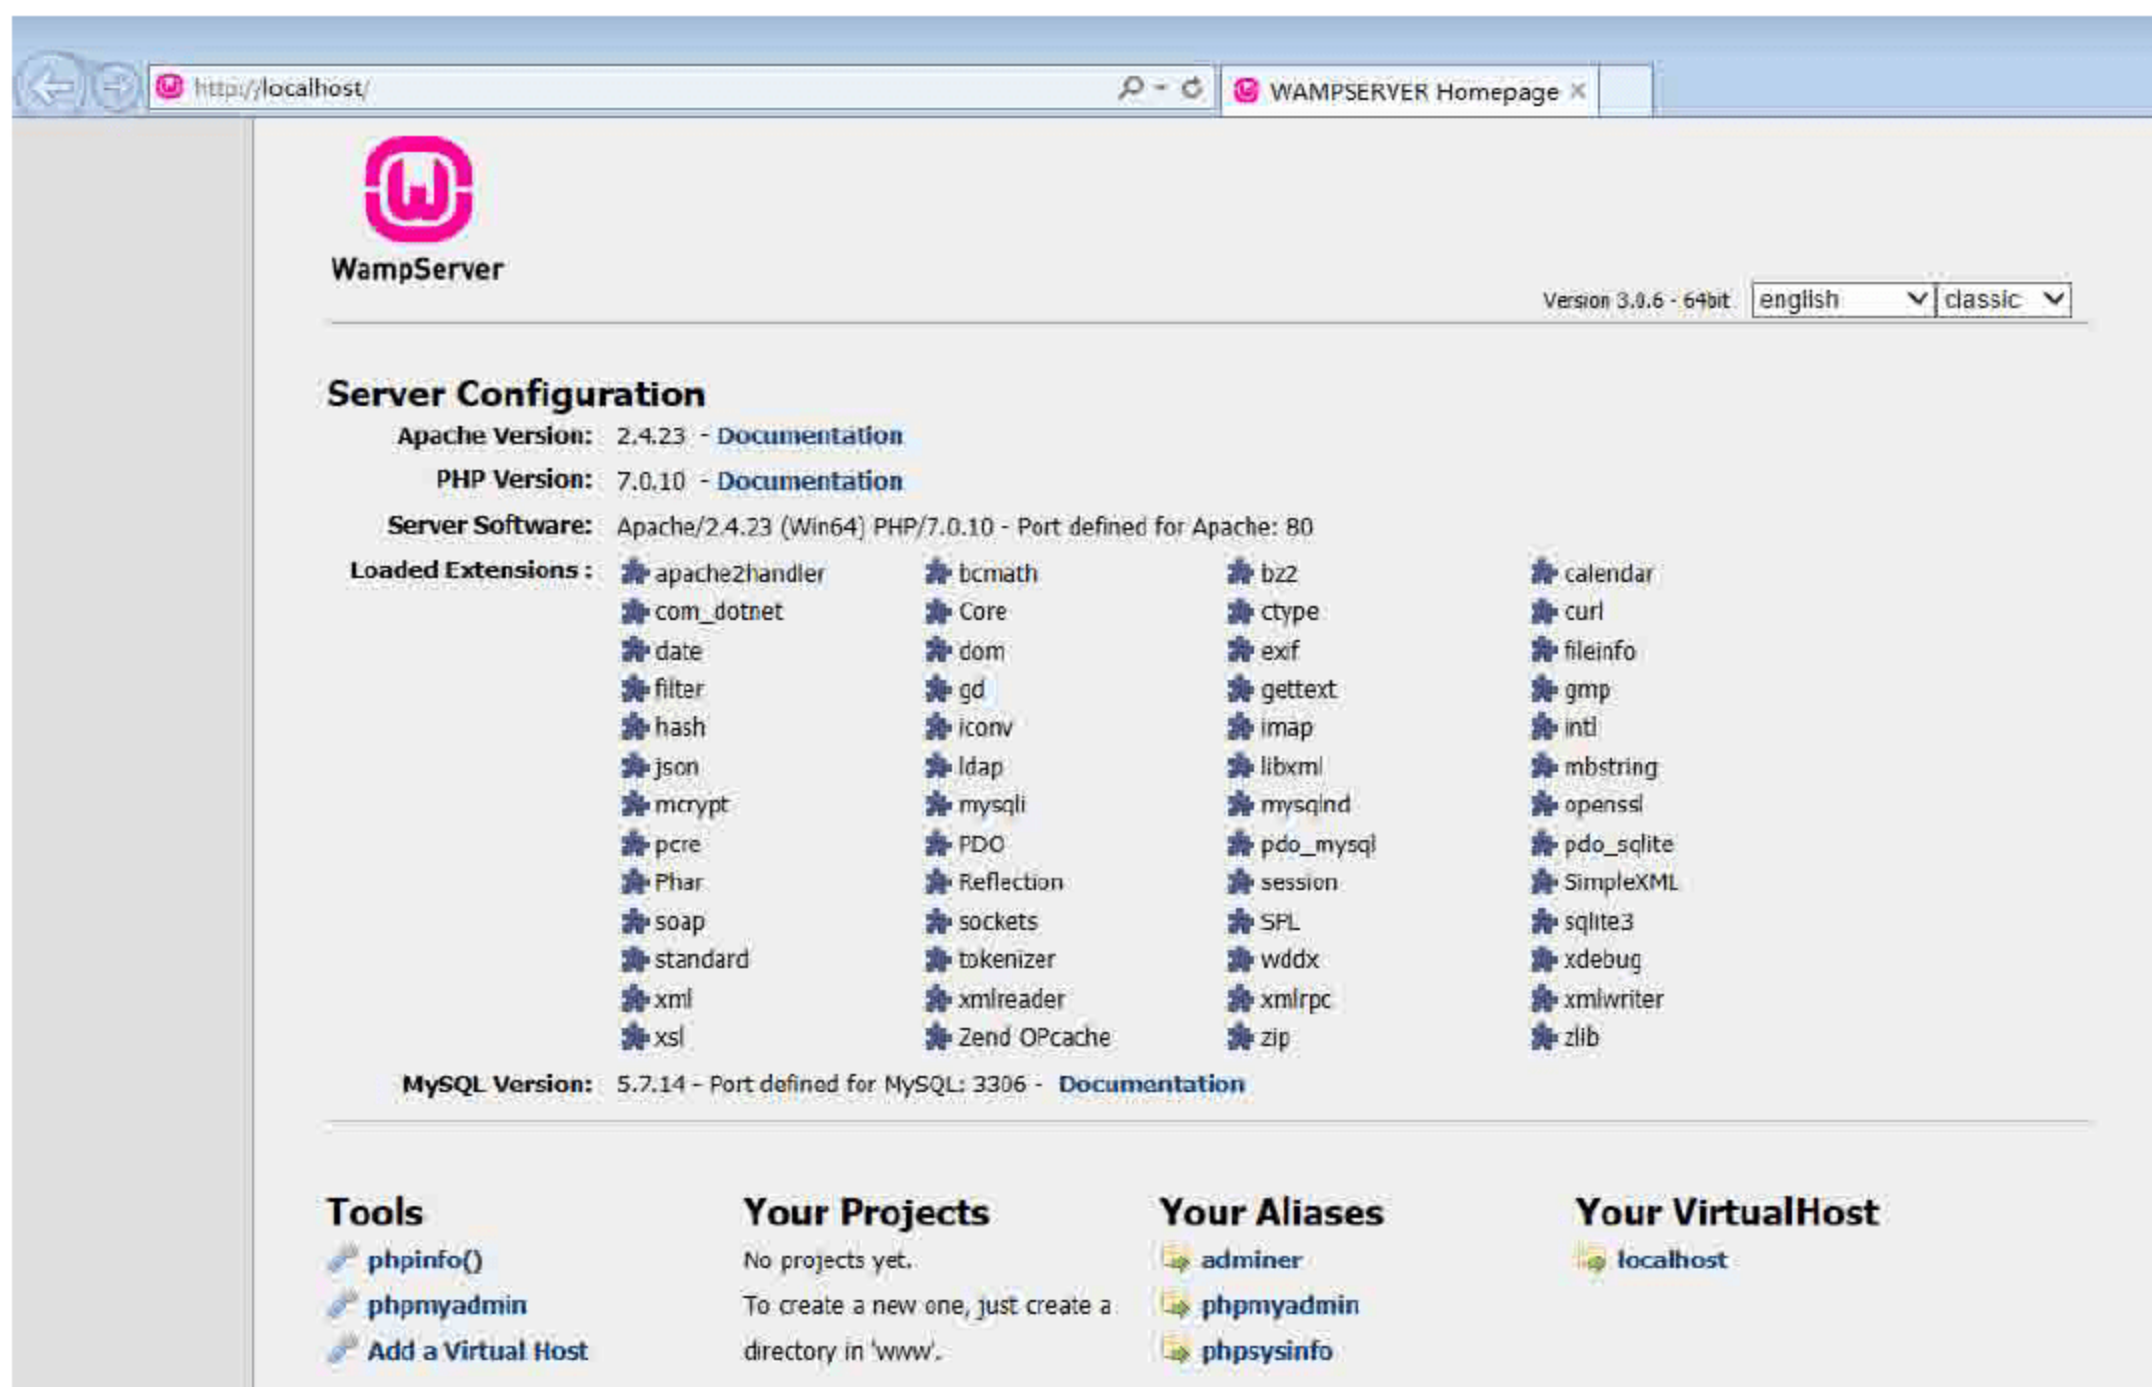 http://localhost/
WAMPSERVER Homepage
WampServer
Version 3.0.6 - 64bit english classic
Server Configuration
Apache Version: 2.4.23 - Documentation
PHP Version: 7.0.10 - Documentation
Server Software: Apache/2.4.23 (Win64) PHP/7.0.10 - Port defined for Apache: 80
Loaded Extensions : apache2handler bcmath bz2 calendar
com_dotnet Core ctype curl
date dom exif fileinfo
filter gd gettext gmp
hash iconv imap intl
json ldap libxml mbstring
mcrypt mysqli mysqlnd openssl
pcre PDO pdo_mysql pdo_sqlite
Phar Reflection session SimpleXML
soap sockets SPL sqlite3
standard tokenizer wddx xdebug
xml xmlreader xmlrpc xmlwriter
xsl Zend OPcache zip zlib
MySQL Version: 5.7.14 - Port defined for MySQL: 3306 - Documentation
Tools
phpinfo()
phpmyadmin
Add a Virtual Host
Your Projects
No projects yet.
To create a new one, just create a
directory in 'www'.
Your Aliases
adminer
phpmyadmin
phpsysinfo
Your VirtualHost
localhost